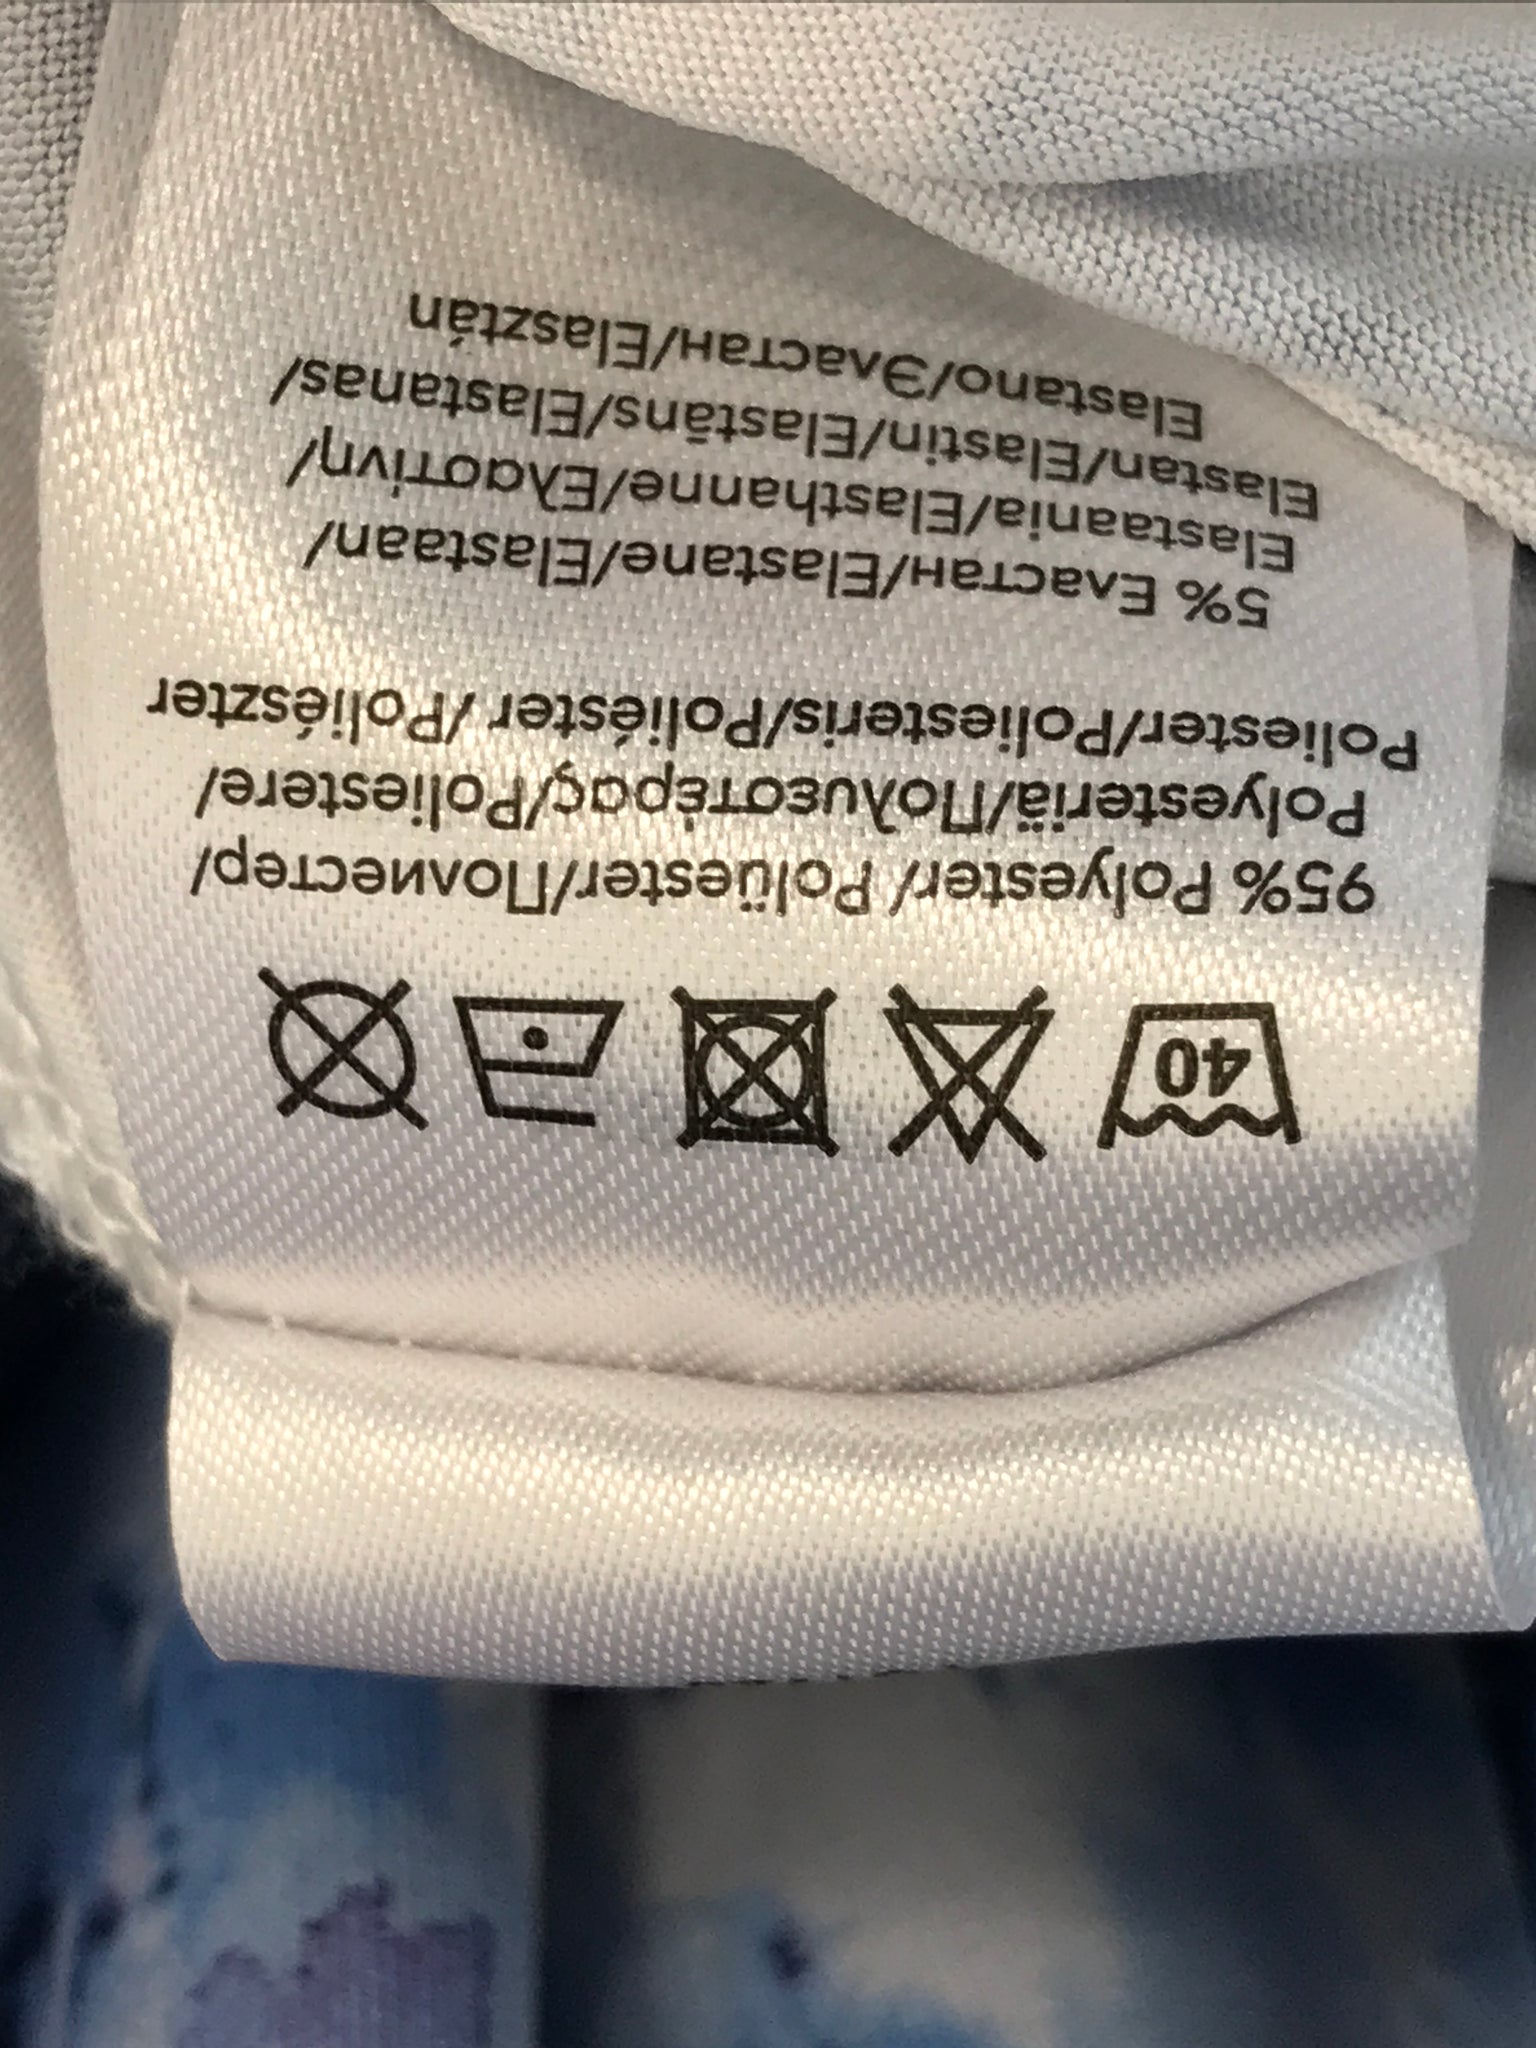 40
95% Polyester/ Polüester/Полиестер/
Polyesteriä/Πολυεστέρας/Poliestere/
Poliester/Poliesteris/Poliéster /Poliészter
5% Еластан/Elastane/Elastaan/
Elastaania/Elasthanne/Ελαστίνη/
Elastan/Elastin/Elastāns/Elastanas/
Elastano/Эластан/Elasztán